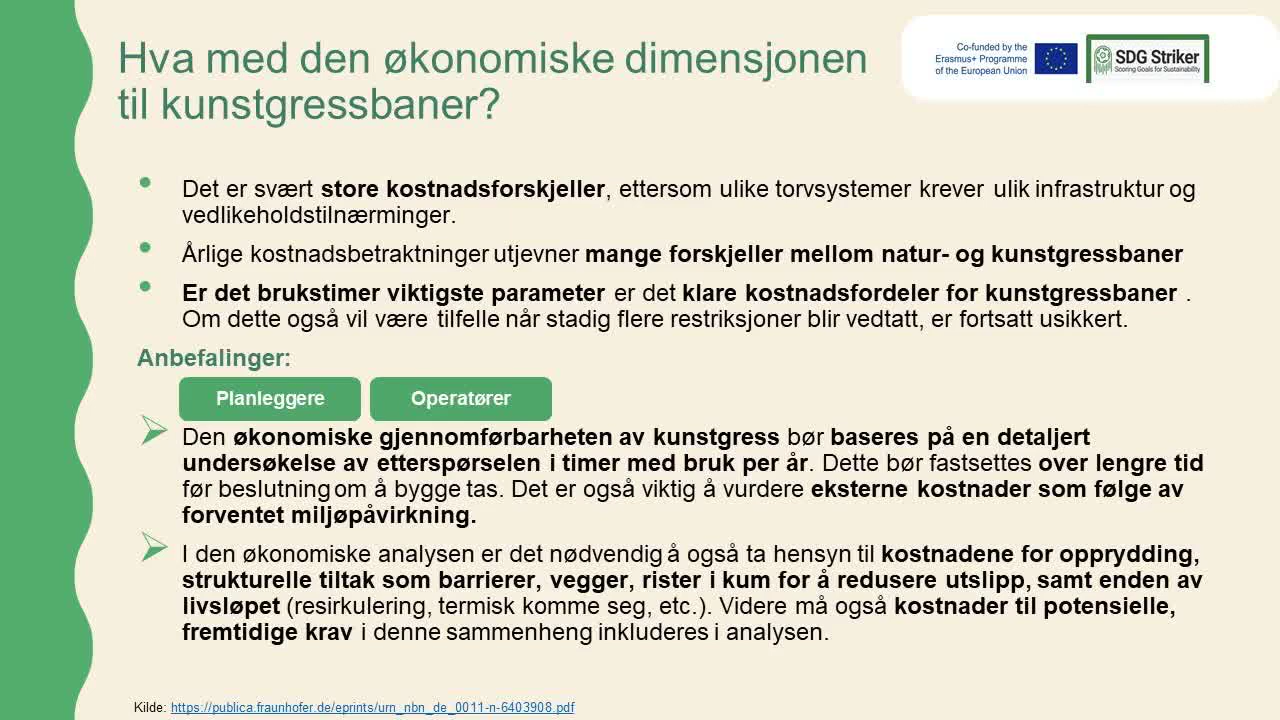 Hva med den økonomiske dimensjonen
til kunstgressbaner?
Co-funded by the
Erasmus+ Programme
of the European Union
SDG Striker
Scoring Goals for Sustainability
Det er svært store kostnadsforskjeller, ettersom ulike torvsystemer krever ulik infrastruktur og
vedlikeholdstilnærminger.
Årlige kostnadsbetraktninger utjevner mange forskjeller mellom natur- og kunstgressbaner
Er det brukstimer viktigste parameter er det klare kostnadsfordeler for kunstgressbaner .
Om dette også vil være tilfelle når stadig flere restriksjoner blir vedtatt, er fortsatt usikkert.
Anbefalinger:
Planleggere
Operatører
Den økonomiske gjennomførbarheten av kunstgress bør baseres på en detaljert
undersøkelse av etterspørselen i timer med bruk per år. Dette bør fastsettes over lengre tid
før beslutning om å bygge tas. Det er også viktig å vurdere eksterne kostnader som følge av
forventet miljøpåvirkning.
I den økonomiske analysen er det nødvendig å også ta hensyn til kostnadene for opprydding,
strukturelle tiltak som barrierer, vegger, rister i kum for å redusere utslipp, samt enden av
livsløpet (resirkulering, termisk komme seg, etc.). Videre må også kostnader til potensielle,
fremtidige krav i denne sammenheng inkluderes i analysen.
Kilde: https://publica.fraunhofer.de/eprints/urn_nbn_de_0011-n-6403908.pdf